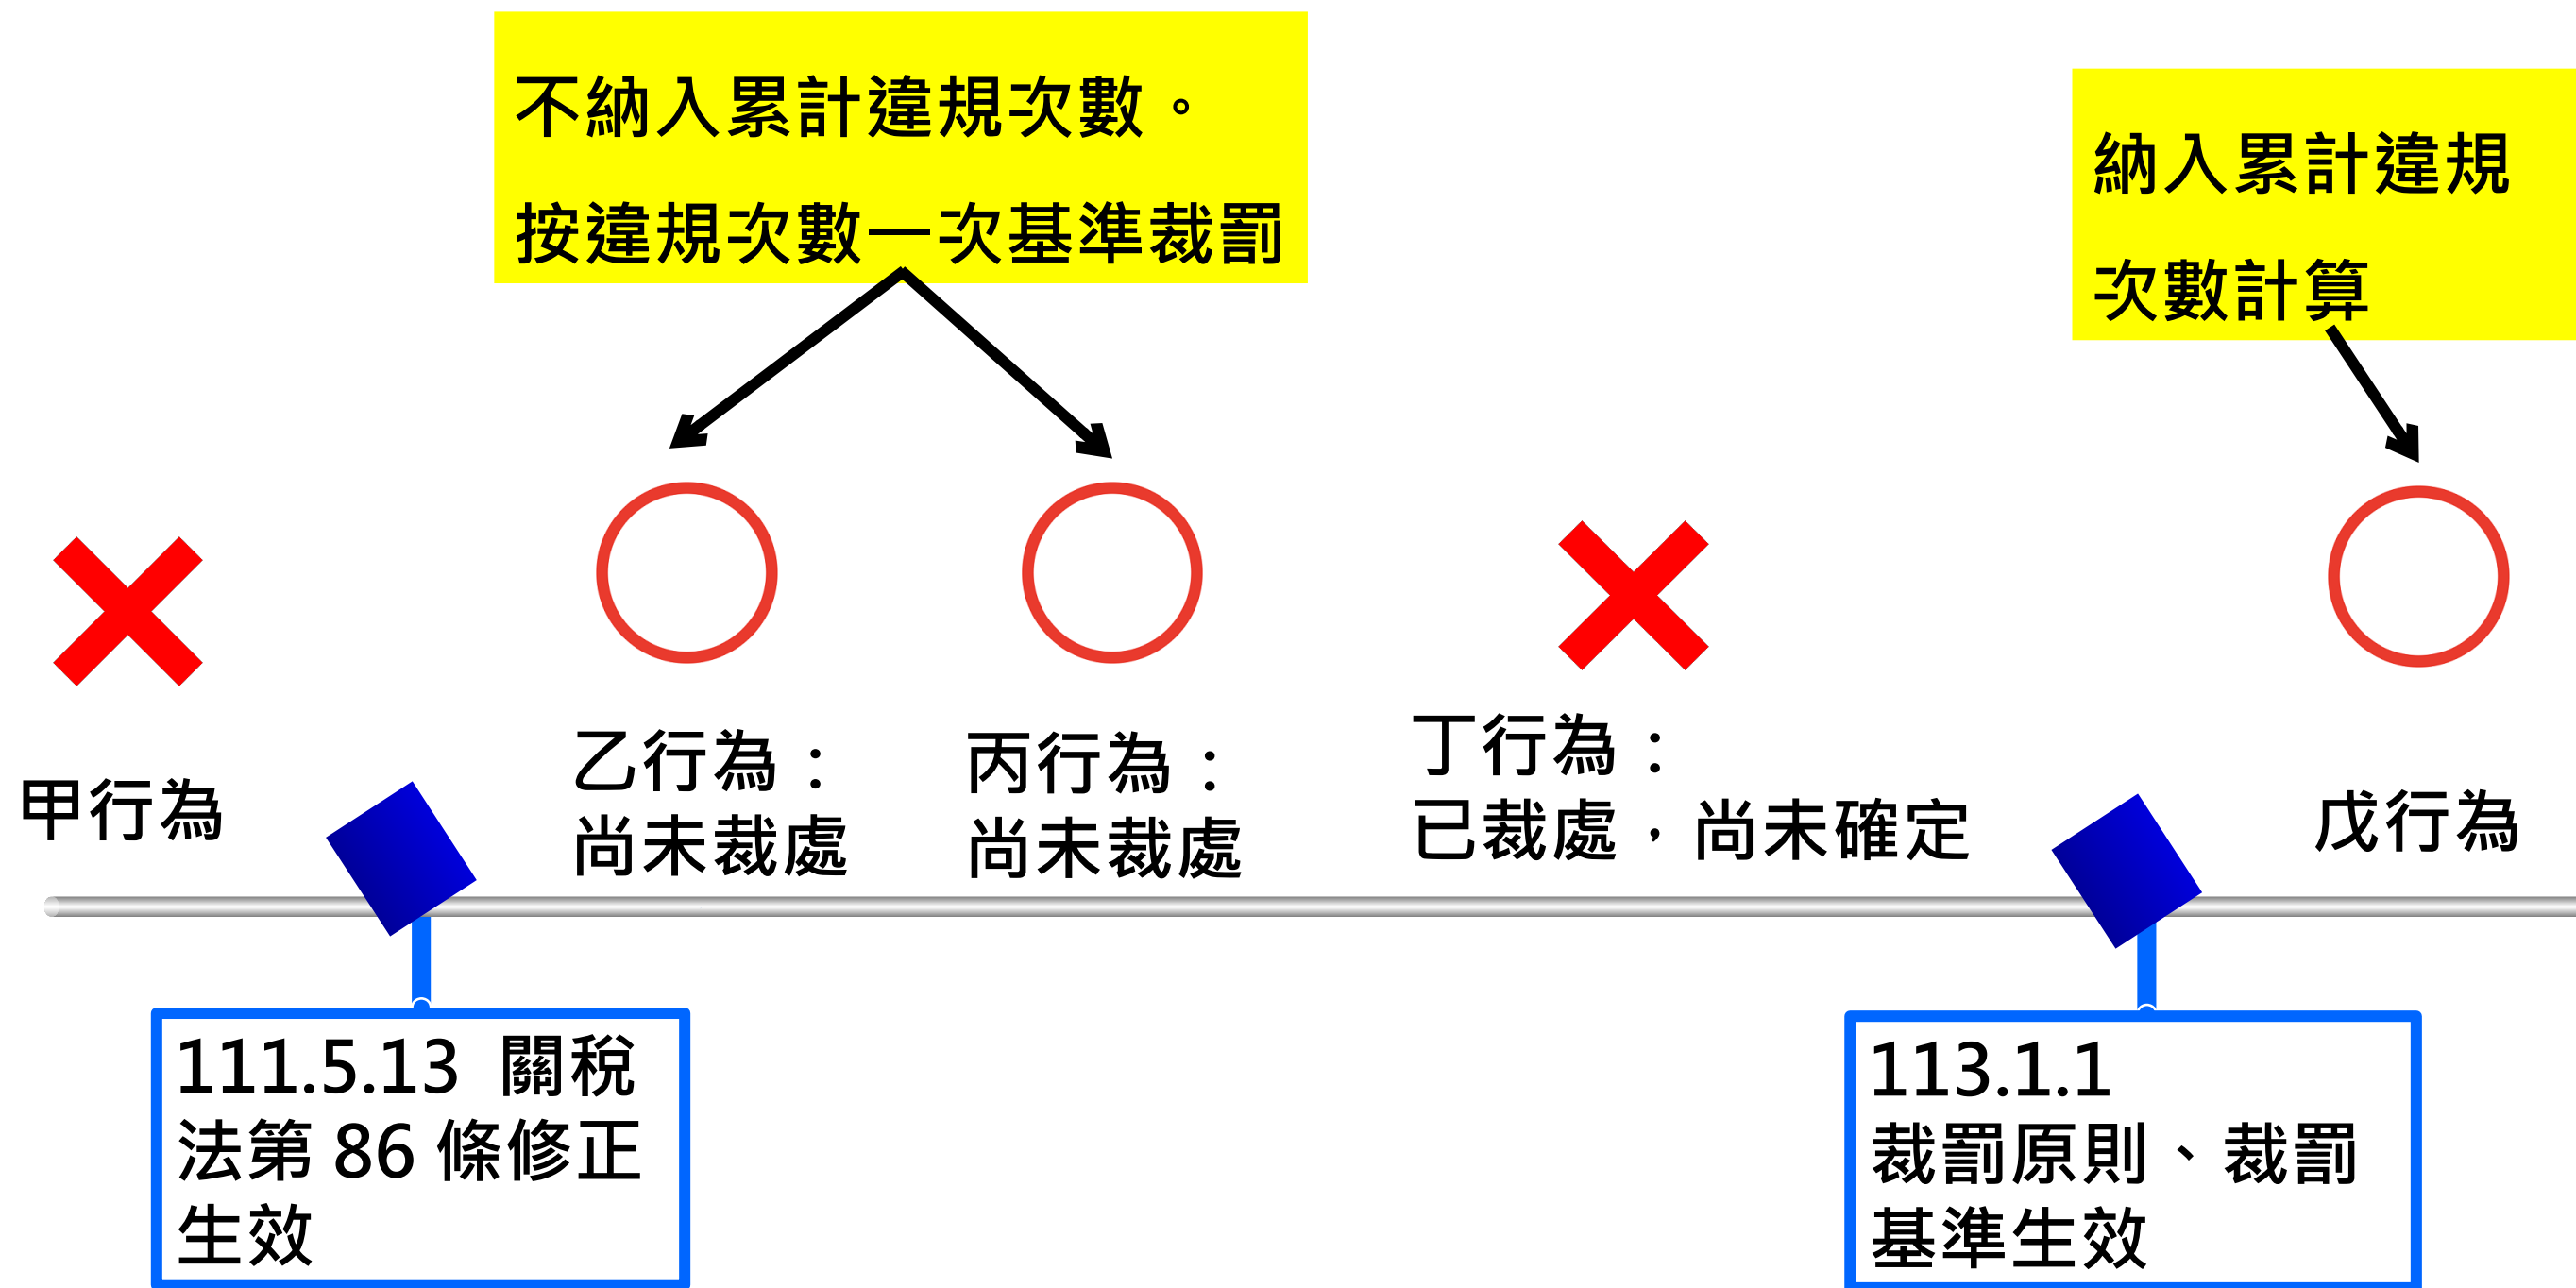 不納入累計違規次數。
按違規次數一次基準裁罰
納入累計違規
次數計算
甲行為
乙行為：
尚未裁處
丙行為：
尚未裁處
丁行為：
已裁處，尚未確定
戊行為
111.5.13 關稅
法第 86 條修正
生效
113.1.1
裁罰原則、裁罰
基準生效